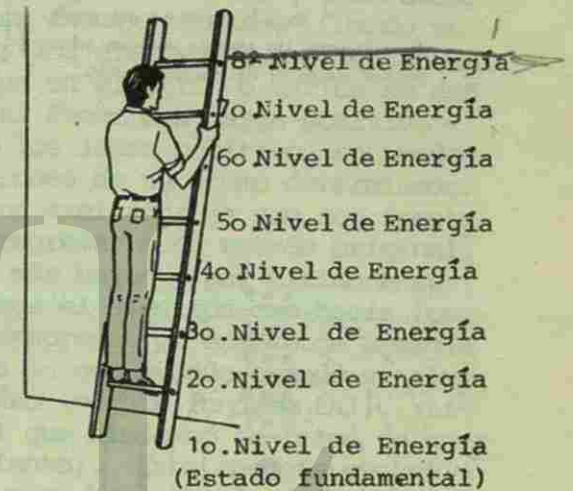 8º Nivel de Energía
7o Nivel de Energía
6o Nivel de Energía
5o Nivel de Energía
4o Nivel de Energía
3o.Nivel de Energía
2o.Nivel de Energía
1o.Nivel de Energía
(Estado fundamental)